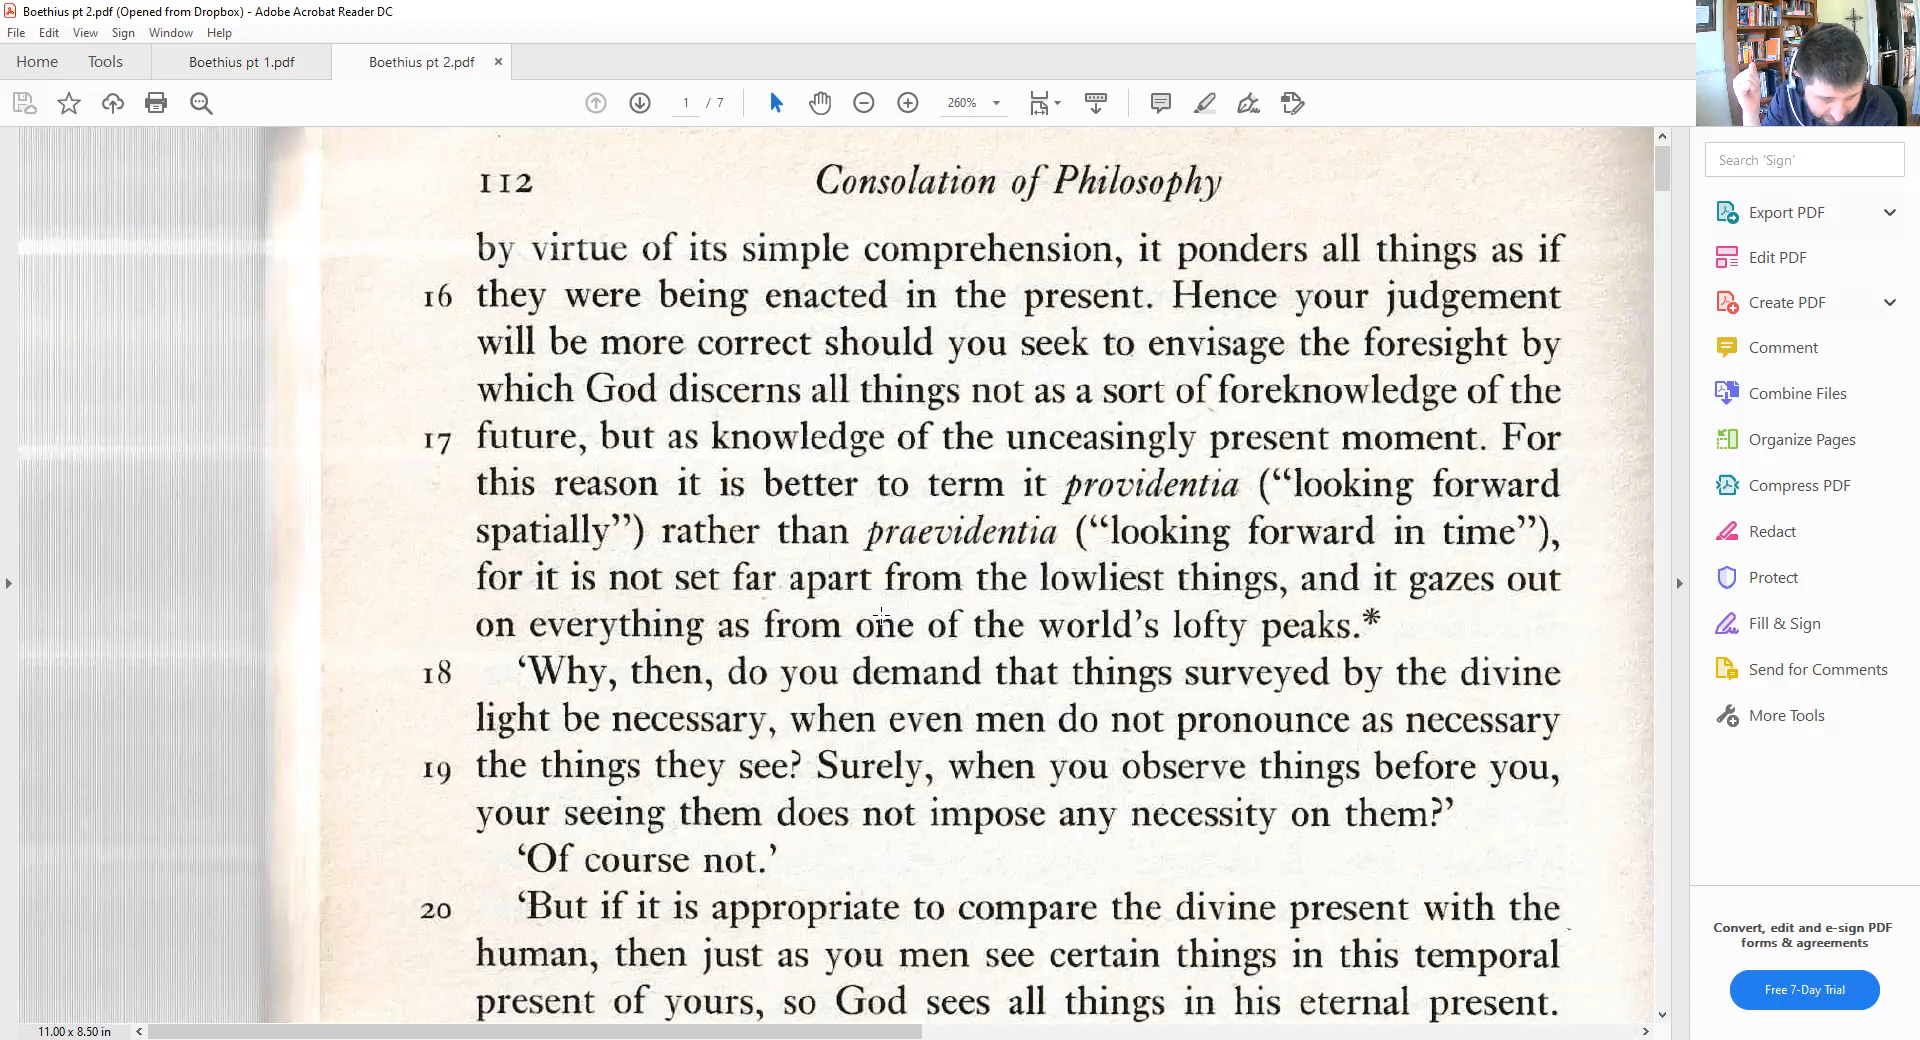 Boethius pt 2.pdf (Opened from Dropbox) - Adobe Acrobat Reader DC
File Edit View Sign Window Help
Home Tools Boethius pt 1.pdf Boethius pt 2.pdf ×
1 / 7 260%
Search 'Sign'
Export PDF
Edit PDF
Create PDF
Comment
Combine Files
Organize Pages
Compress PDF
Redact
Protect
Fill & Sign
Send for Comments
More Tools
Convert, edit and e-sign PDF
forms & agreements
Free 7-Day Trial
112 Consolation of Philosophy
by virtue of its simple comprehension, it ponders all things as if
16 they were being enacted in the present. Hence your judgement
will be more correct should you seek to envisage the foresight by
which God discerns all things not as a sort of foreknowledge of the
17 future, but as knowledge of the unceasingly present moment. For
this reason it is better to term it providentia (“looking forward
spatially”) rather than praevidentia (“looking forward in time”),
for it is not set far apart from the lowliest things, and it gazes out
on everything as from one of the world’s lofty peaks.*
18 ‘Why, then, do you demand that things surveyed by the divine
light be necessary, when even men do not pronounce as necessary
19 the things they see? Surely, when you observe things before you,
your seeing them does not impose any necessity on them?’
‘Of course not.’
20 ‘But if it is appropriate to compare the divine present with the
human, then just as you men see certain things in this temporal
present of yours, so God sees all things in his eternal present.
11.00 x 8.50 in